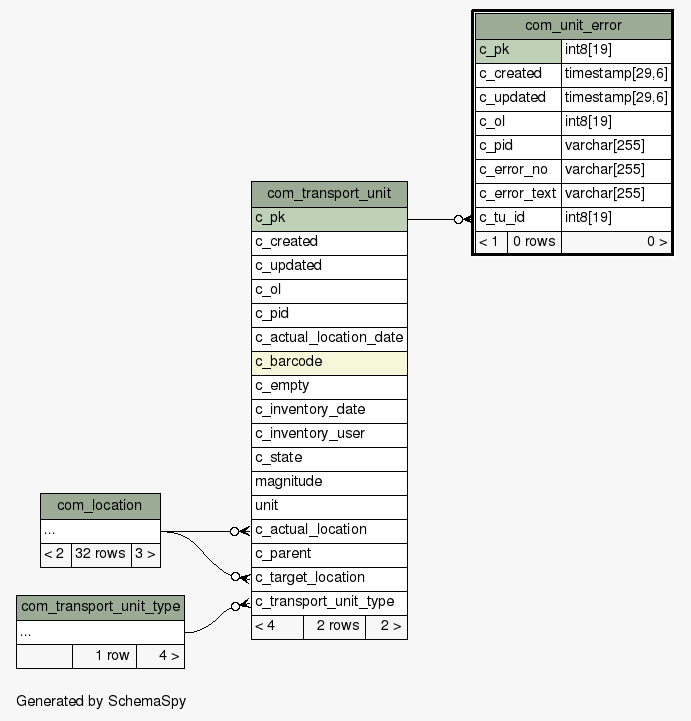 com_unit_error
c_pk int8[19]
c_created timestamp[29,6]
c_updated timestamp[29,6]
c_ol int8[19]
c_pid varchar[255]
c_error_no varchar[255]
c_error_text varchar[255]
c_tu_id int8[19]
< 1 0 rows 0 >
com_transport_unit
c_pk
c_created
c_updated
c_ol
c_pid
c_actual_location_date
c_barcode
c_empty
c_inventory_date
c_inventory_user
c_state
magnitude
unit
c_actual_location
c_parent
c_target_location
c_transport_unit_type
< 4 2 rows 2 >
com_location
...
< 2 32 rows 3 >
com_transport_unit_type
...
1 row 4 >
Generated by SchemaSpy